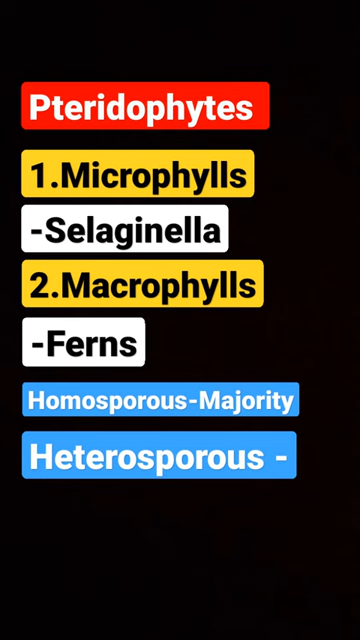 Pteridophytes
1.Microphylls
-Selaginella
2.Macrophylls
-Ferns
Homosporous-Majority
Heterosporous -